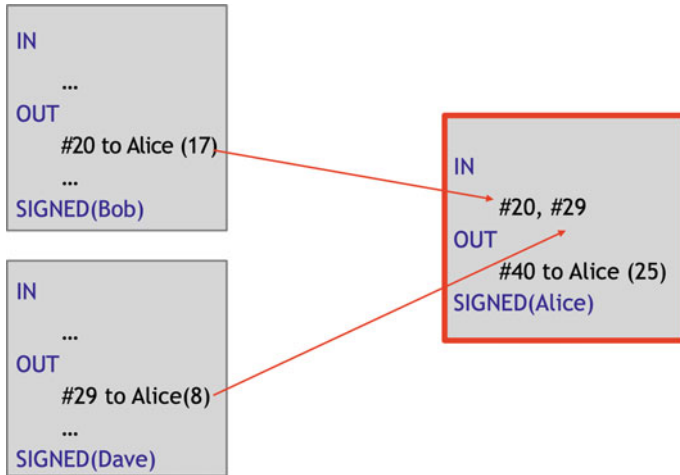 IN
...
OUT
#20 to Alice (17)
...
SIGNED(Bob)
IN
...
OUT
#29 to Alice(8)
...
SIGNED(Dave)
IN
#20, #29
OUT
#40 to Alice (25)
SIGNED(Alice)